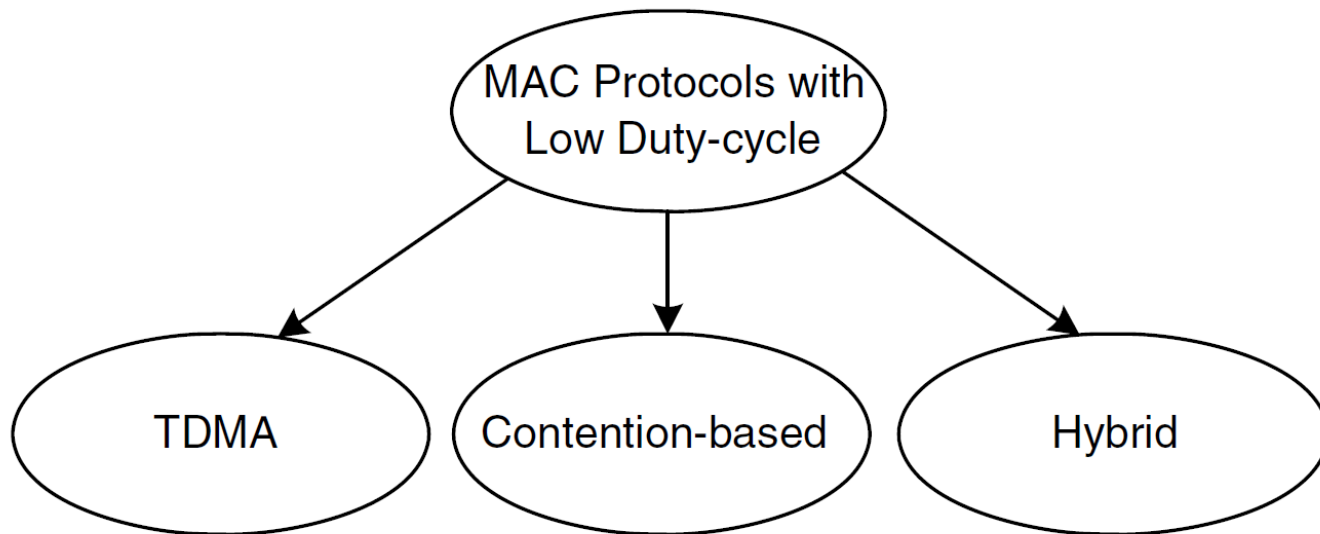 MAC Protocols with
Low Duty-cycle
TDMA
Contention-based
Hybrid